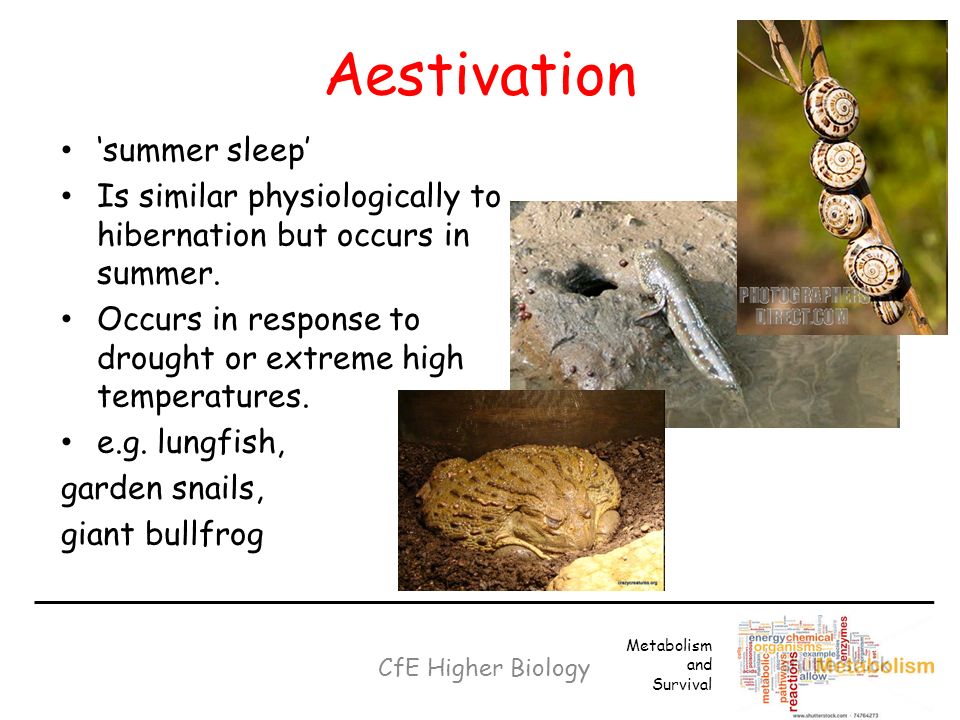 Aestivation
• ‘summer sleep’
• Is similar physiologically to
hibernation but occurs in
summer.
• Occurs in response to
drought or extreme high
temperatures.
• e.g. lungfish,
garden snails,
giant bullfrog
PHOTOGRAPHERS
DIRECT.COM
crazycreatures.org
CfE Higher Biology
Metabolism
and
Survival
energy chemical
organisms
metabolic
pathways
reactions
example
allow
enzymes
Metabolism
www.shutterstock.com · 74764273